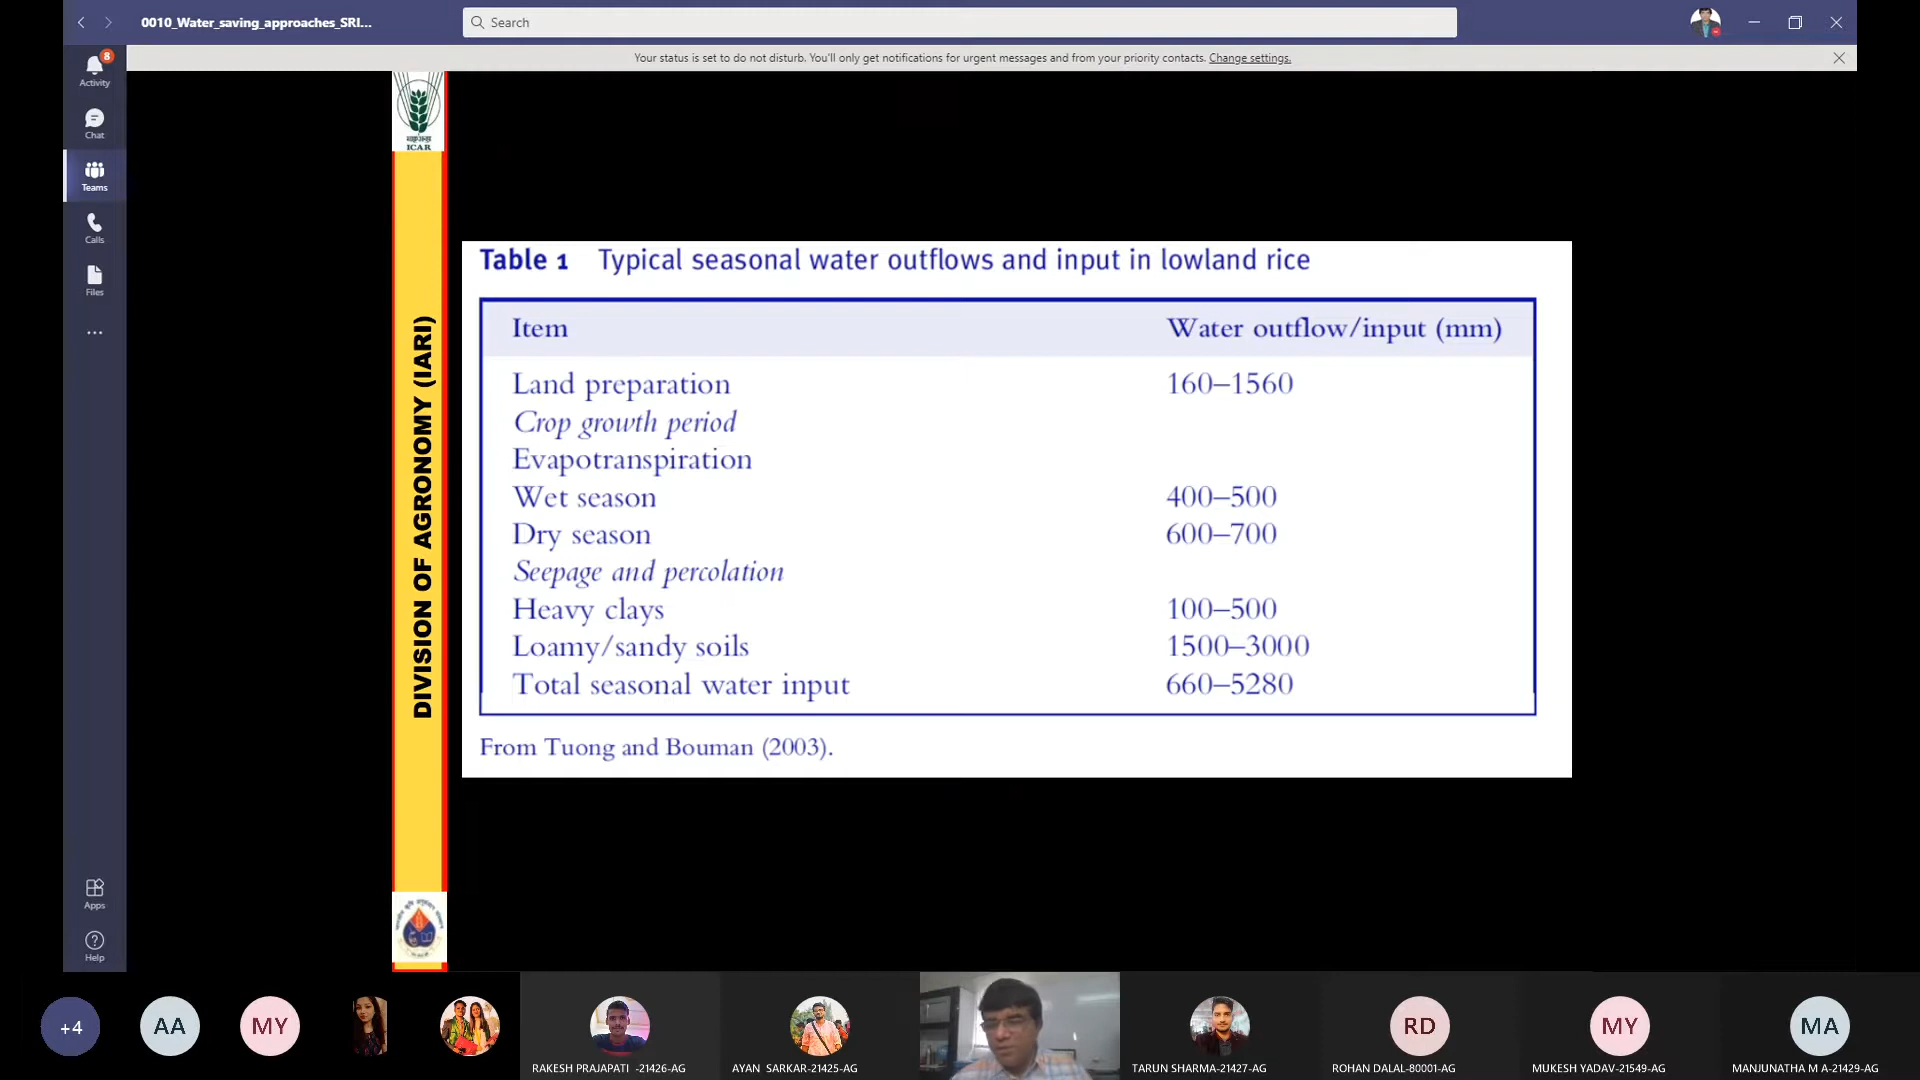 0010_Water_saving_approaches_SRI...
Search
Your status is set to do not disturb. You'll only get notifications for urgent messages and from your priority contacts. Change settings.
8
Activity
Chat
Teams
Calls
Files
...
Apps
Help
ICAR
DIVISION OF AGRONOMY (IARI)
Table 1 Typical seasonal water outflows and input in lowland rice
Item Water outflow/input (mm)
Land preparation 160–1560
Crop growth period
Evapotranspiration
Wet season 400–500
Dry season 600–700
Seepage and percolation
Heavy clays 100–500
Loamy/sandy soils 1500–3000
Total seasonal water input 660–5280
From Tuong and Bouman (2003).
+4
AA
MY
RAKESH PRAJAPATI -21426-AG
AYAN SARKAR-21425-AG
TARUN SHARMA-21427-AG
RD
ROHAN DALAL-80001-AG
MY
MUKESH YADAV-21549-AG
MA
MANJUNATHA M A-21429-AG